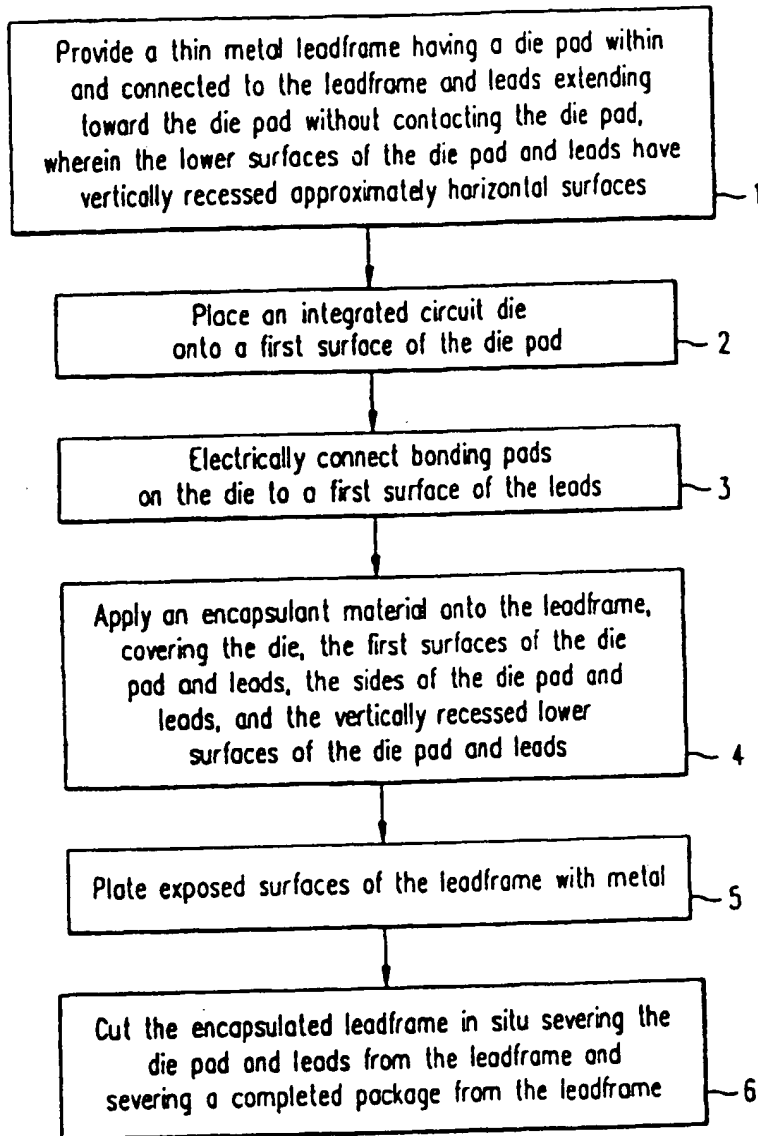 Provide a thin metal leadframe having a die pad within
and connected to the leadframe and leads extending
toward the die pad without contacting the die pad,
wherein the lower surfaces of the die pad and leads have
vertically recessed approximately horizontal surfaces
1
Place an integrated circuit die
onto a first surface of the die pad
2
Electrically connect bonding pads
on the die to a first surface of the leads
3
Apply an encapsulant material onto the leadframe,
covering the die, the first surfaces of the die
pad and leads, the sides of the die pad and
leads, and the vertically recessed lower
surfaces of the die pad and leads
4
Plate exposed surfaces of the leadframe with metal
5
Cut the encapsulated leadframe in situ severing the
die pad and leads from the leadframe and
severing a completed package from the leadframe
6